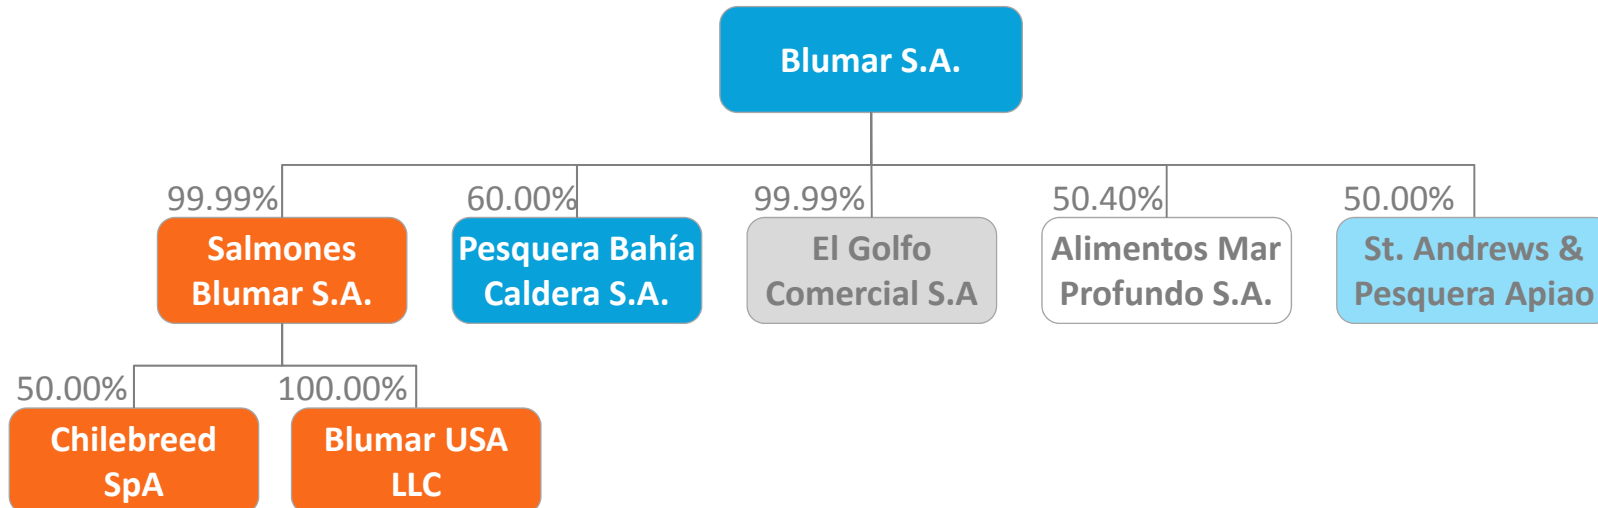 Blumar S.A.
99.99%
60.00%
99.99%
50.40%
50.00%
Salmones
Blumar S.A.
Pesquera Bahía
Caldera S.A.
El Golfo
Comercial S.A
Alimentos Mar
Profundo S.A.
St. Andrews &
Pesquera Apiao
50.00%
100.00%
Chilebreed
SpA
Blumar USA
LLC